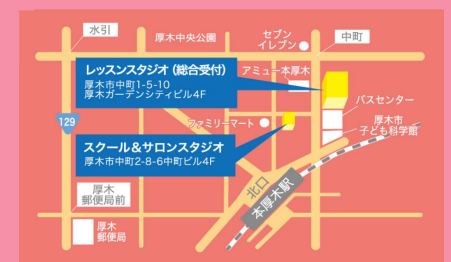 水引
厚木中央公園
セブン
イレブン
中町
レッスンスタジオ（総合受付）
厚木市中町1-5-10
厚木ガーデンシティビル4F
アミュー本厚木
バスセンター
129
ファミリーマート
厚木市
子ども科学館
スクール＆サロンスタジオ
厚木市中町2-8-6中町ビル4F
北口
本厚木駅
厚木
郵便局前
厚木
郵便局